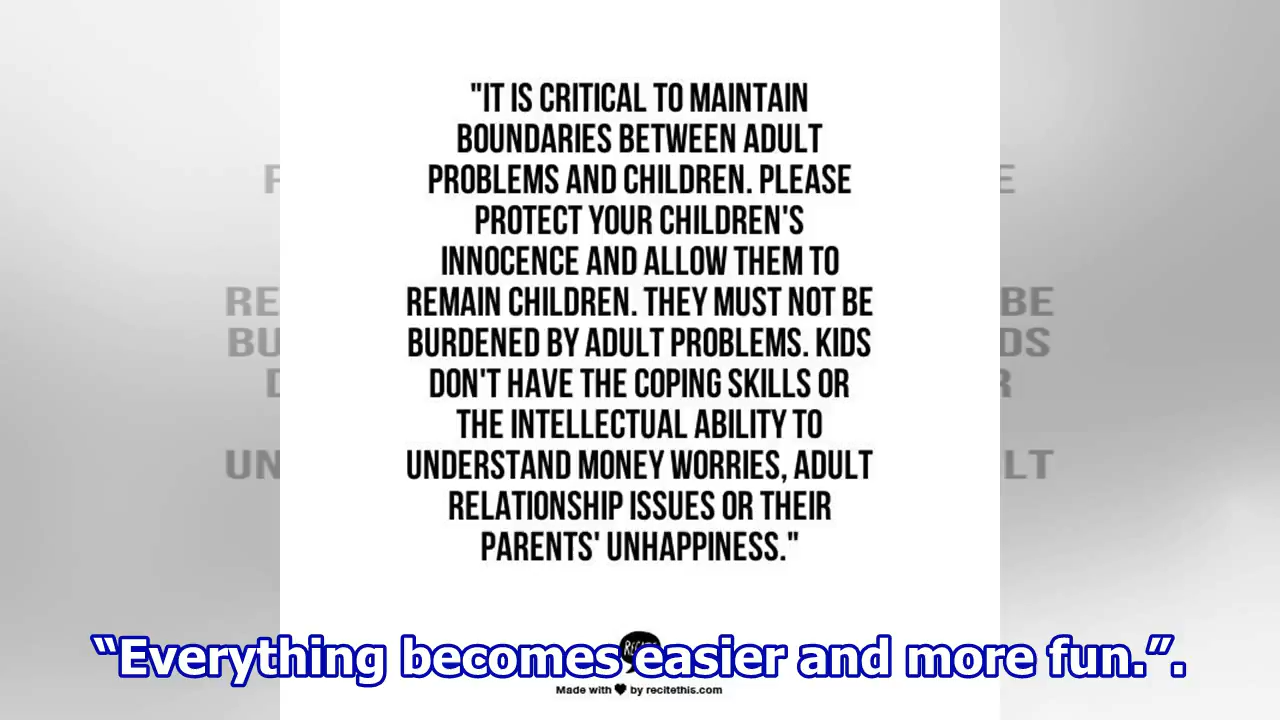 "IT IS CRITICAL TO MAINTAIN
BOUNDARIES BETWEEN ADULT
PROBLEMS AND CHILDREN. PLEASE
PROTECT YOUR CHILDREN'S
INNOCENCE AND ALLOW THEM TO
REMAIN CHILDREN. THEY MUST NOT BE
BURDENED BY ADULT PROBLEMS. KIDS
DON'T HAVE THE COPING SKILLS OR
THE INTELLECTUAL ABILITY TO
UNDERSTAND MONEY WORRIES, ADULT
RELATIONSHIP ISSUES OR THEIR
PARENTS' UNHAPPINESS."
“Everything becomes easier and more fun.”.
Made with ♥ by recitethis.com